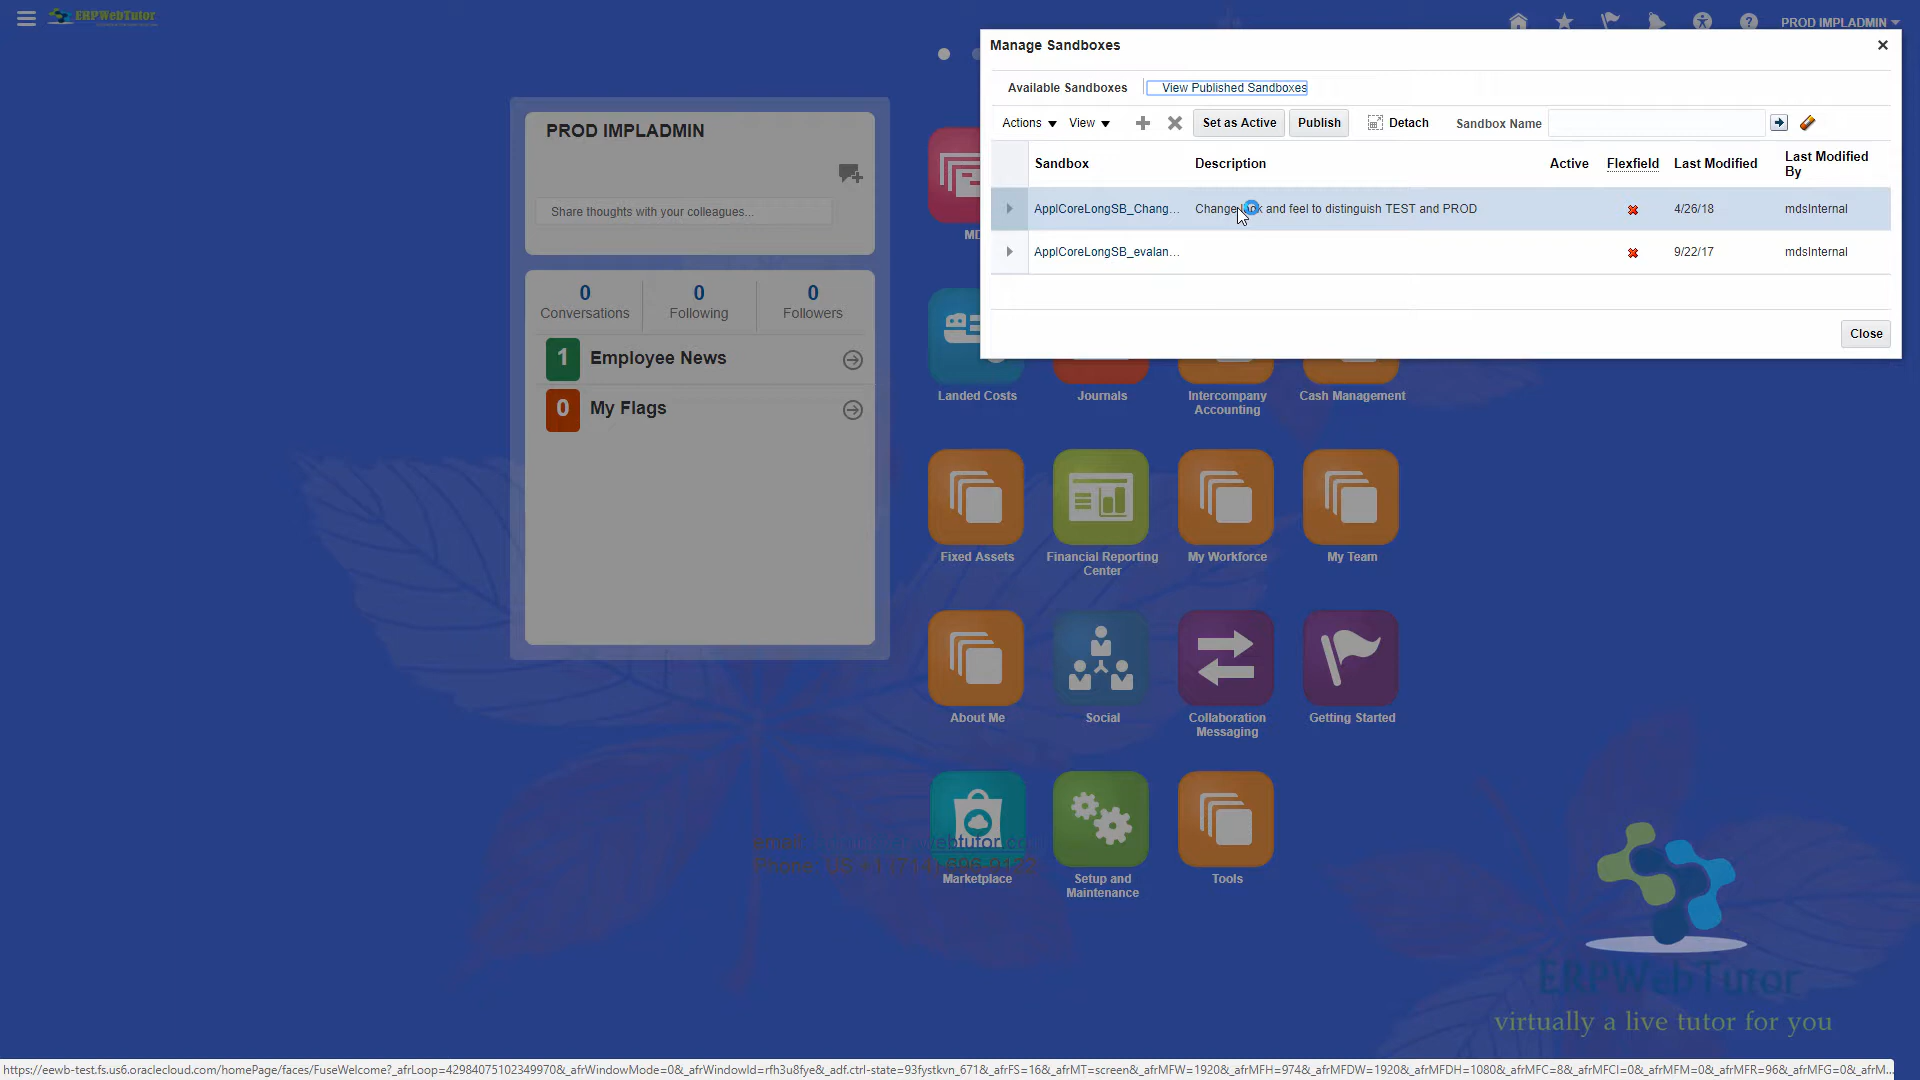 ERPWebTutor
PROD IMPLADMIN
Manage Sandboxes
Available Sandboxes
View Published Sandboxes
Actions
View
Set as Active
Publish
Detach
Sandbox Name
Sandbox
Description
Active
Flexfield
Last Modified
Last Modified By
ApplCoreLongSB_Chang...
Change look and feel to distinguish TEST and PROD
4/26/18
mdsInternal
ApplCoreLongSB_evalan...
9/22/17
mdsInternal
Close
PROD IMPLADMIN
Share thoughts with your colleagues...
0
Conversations
0
Following
0
Followers
1
Employee News
0
My Flags
Landed Costs
Journals
Intercompany
Accounting
Cash Management
Fixed Assets
Financial Reporting
Center
My Workforce
My Team
About Me
Social
Collaboration
Messaging
Getting Started
email:
Phone: US +1 (714)
Marketplace
Setup and
Maintenance
Tools
ERPWebTutor
virtually a live tutor for you
https://eewb-test.fs.us6.oraclecloud.com/homePage/faces/FuseWelcome?_afrLoop=42984075102349970&_afrWindowMode=0&_afrWindowId=rfh3u8fye&_adf.ctrl-state=93fystkvn_671&_afrFS=16&_afrMT=screen&_afrMFW=1920&_afrMFH=974&_afrMFDW=1920&_afrMFDH=1080&_afrMFC=8&_afrMFCI=0&_afrMFM=0&_afrMFR=96&_afrMFG=0&_afrM...